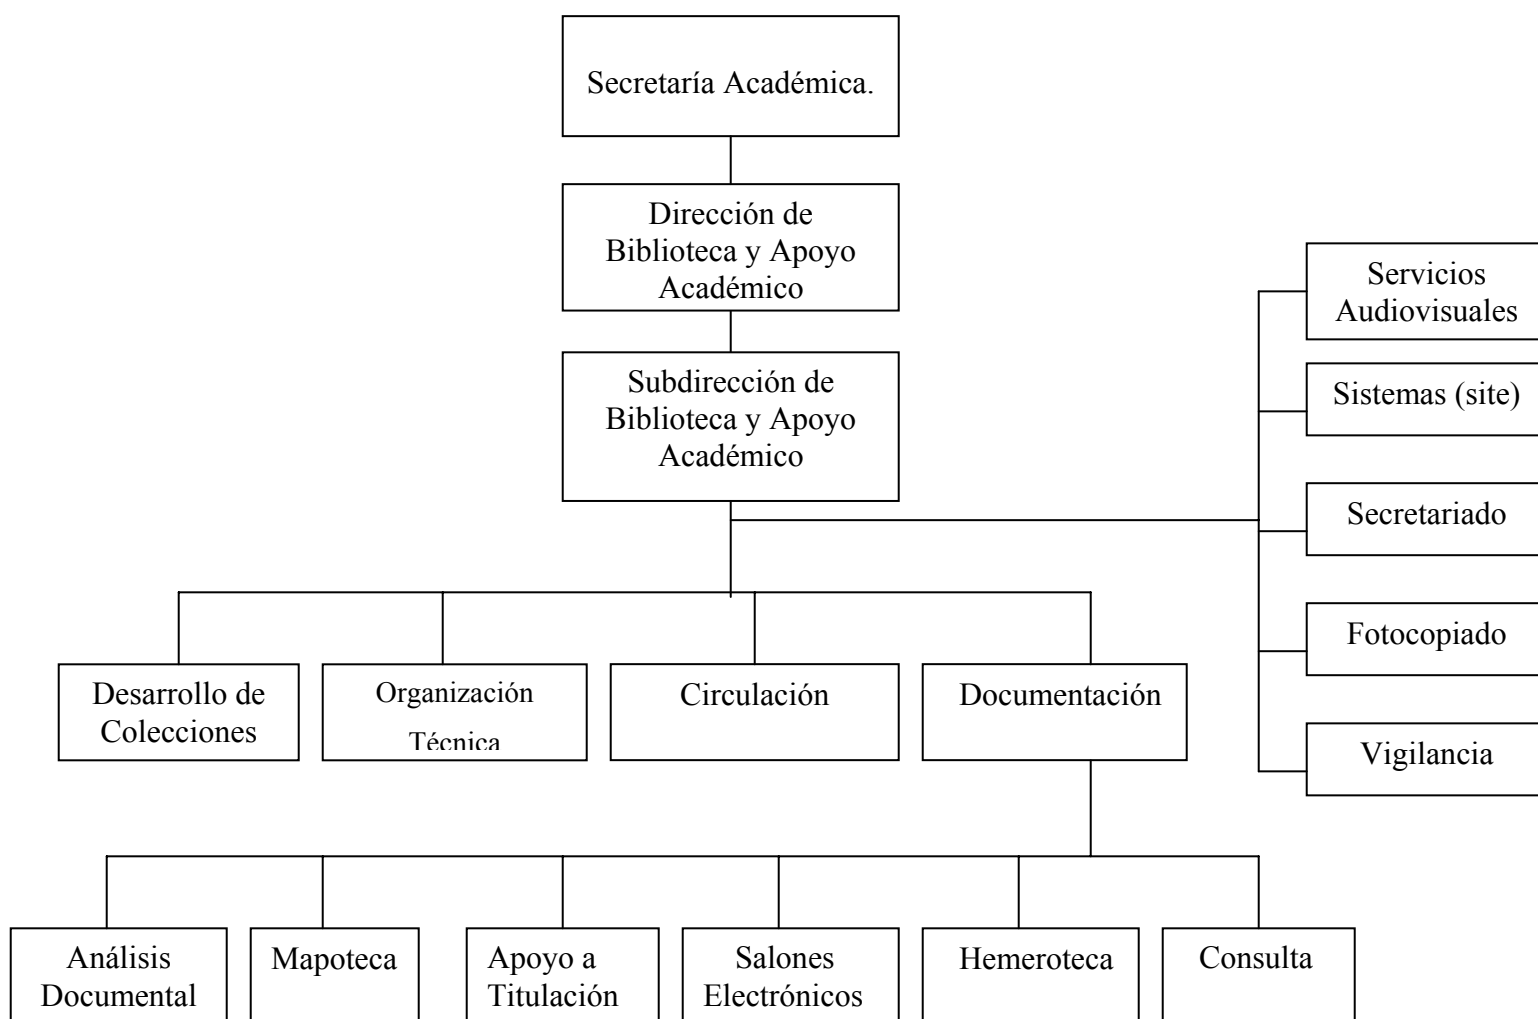 Secretaría Académica.
Dirección de
Biblioteca y Apoyo
Académico
Subdirección de
Biblioteca y Apoyo
Académico
Servicios
Audiovisuales
Sistemas (site)
Secretariado
Fotocopiado
Vigilancia
Desarrollo de
Colecciones
Organización
Técnica
Circulación
Documentación
Análisis
Documental
Mapoteca
Apoyo a
Titulación
Salones
Electrónicos
Hemeroteca
Consulta